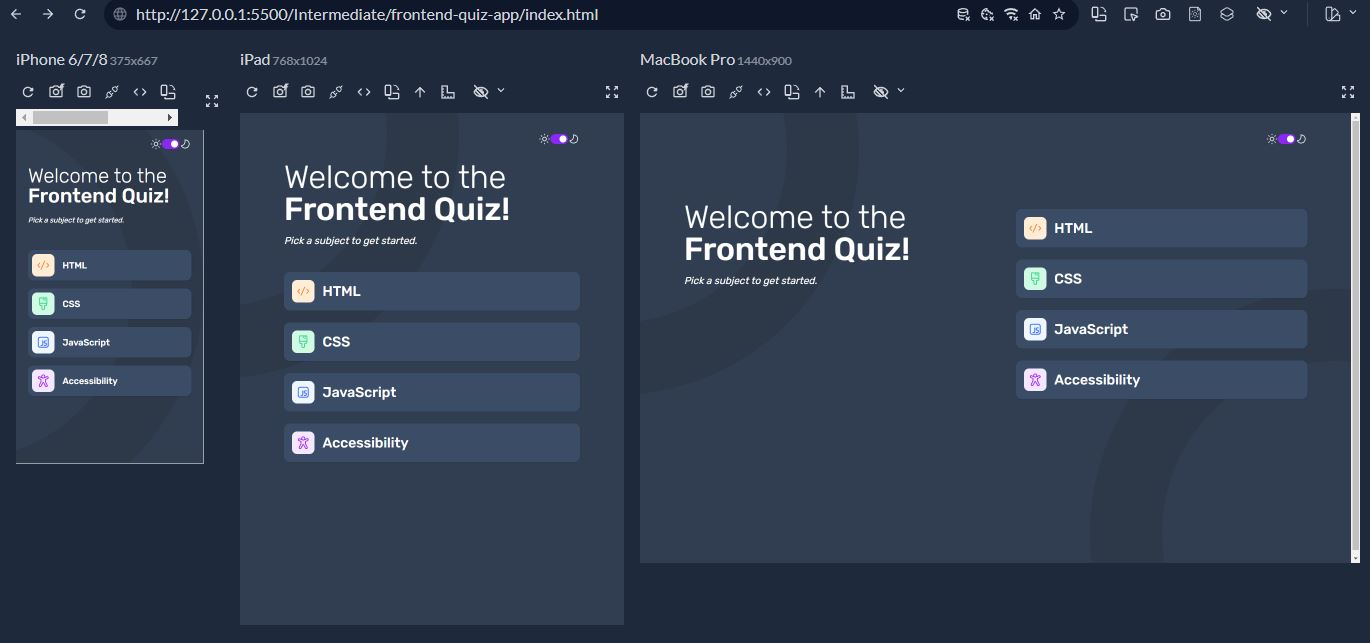 http://127.0.0.1:5500/Intermediate/frontend-quiz-app/index.html
iPhone 6/7/8 375x667
Welcome to the
Frontend Quiz!
Pick a subject to get started.
HTML
CSS
JavaScript
Accessibility
iPad 768x1024
Welcome to the
Frontend Quiz!
Pick a subject to get started.
HTML
CSS
JavaScript
Accessibility
MacBook Pro 1440x900
Welcome to the
Frontend Quiz!
Pick a subject to get started.
HTML
CSS
JavaScript
Accessibility